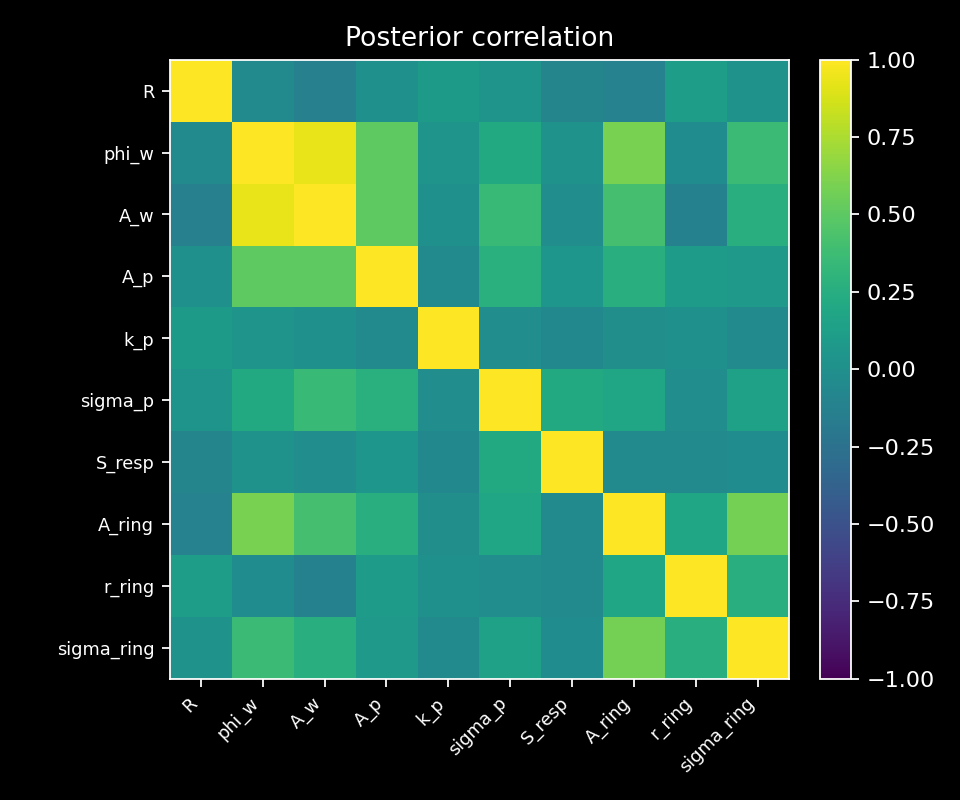 Posterior correlation
R
phi_w
A_w
A_p
k_p
sigma_p
S_resp
A_ring
r_ring
sigma_ring
R
phi_w
A_w
A_p
k_p
sigma_p
S_resp
A_ring
r_ring
sigma_ring
1.00
0.75
0.50
0.25
0.00
−0.25
−0.50
−0.75
−1.00